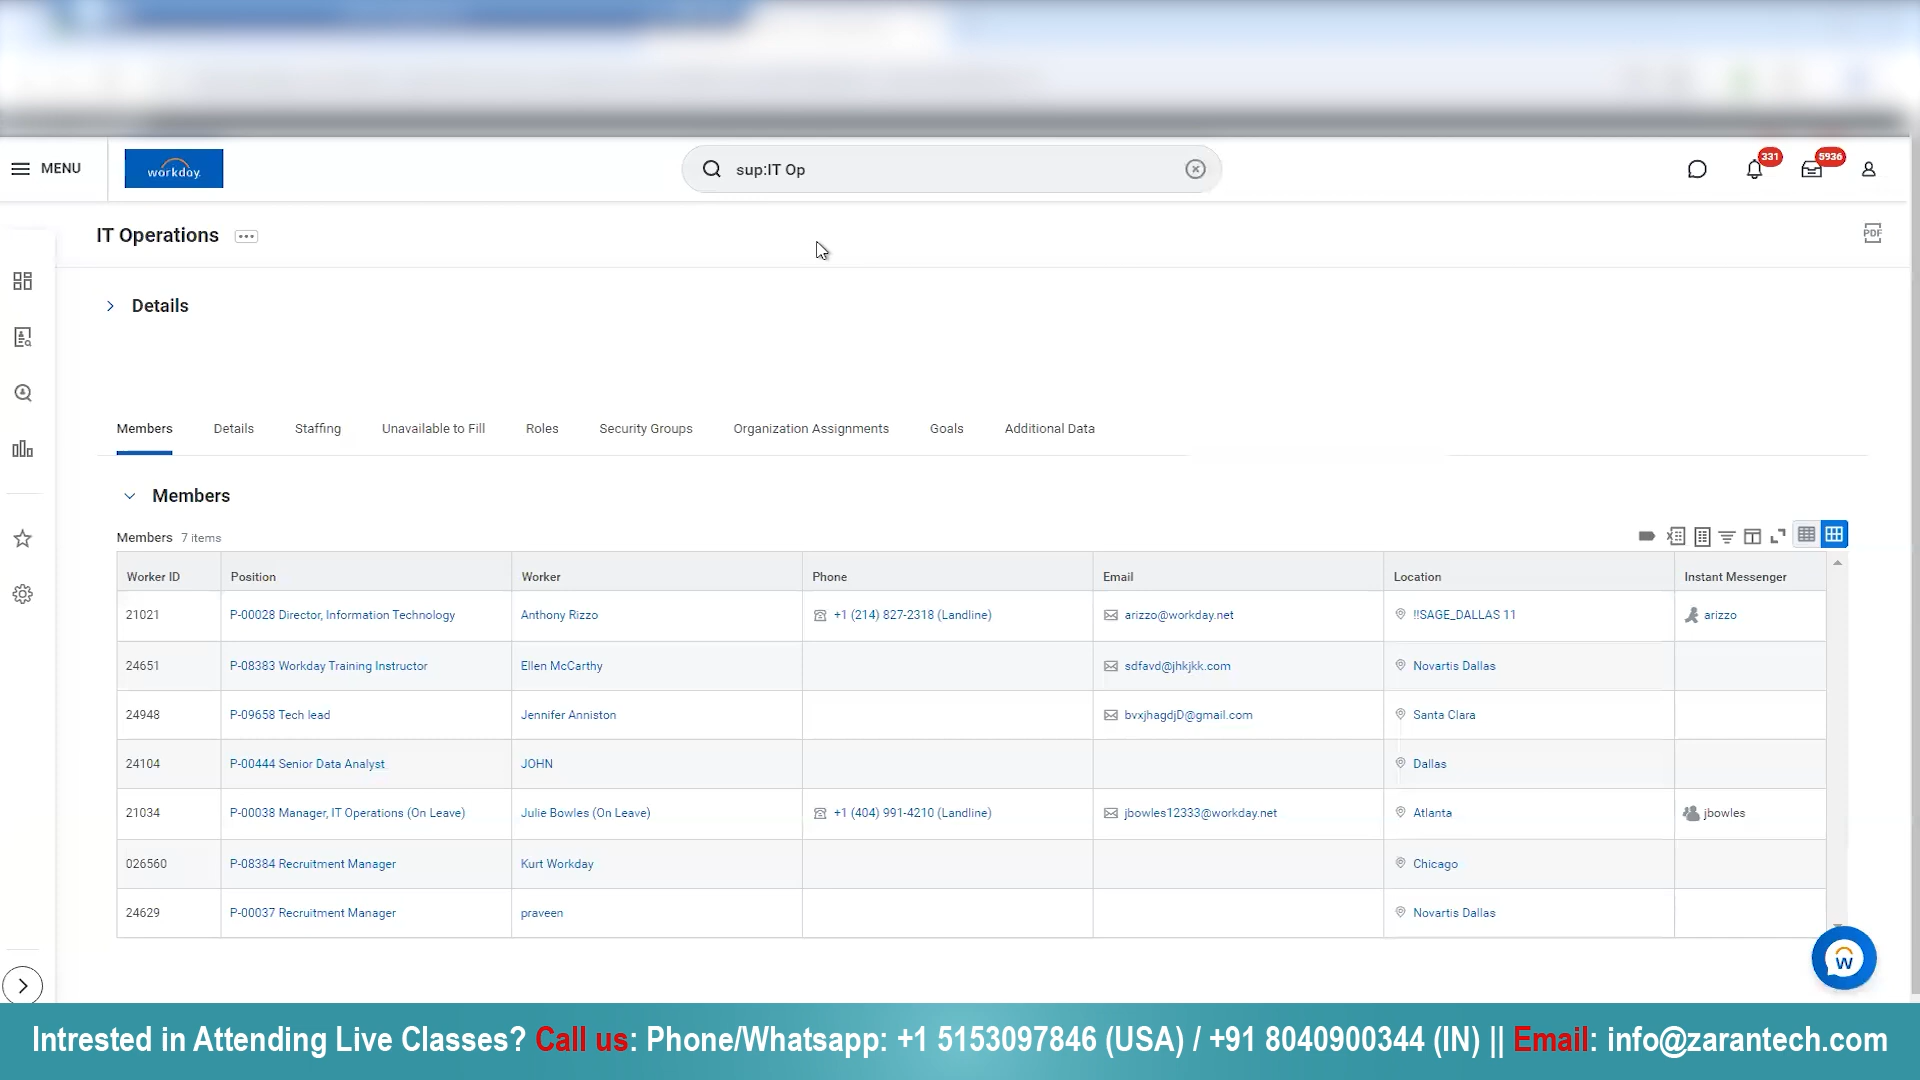 MENU
workday.
sup:IT Op
331
5936
IT Operations
PDF
Details
Members Details Staffing Unavailable to Fill Roles Security Groups Organization Assignments Goals Additional Data
Members
Members 7 items
Worker ID Position Worker Phone Email Location Instant Messenger
21021 P-00028 Director, Information Technology Anthony Rizzo +1 (214) 827-2318 (Landline) arizzo@workday.net !!SAGE_DALLAS 11 arizzo
24651 P-08383 Workday Training Instructor Ellen McCarthy sdfavd@jhkjkk.com Novartis Dallas
24948 P-09658 Tech lead Jennifer Anniston bvxjhagdjD@gmail.com Santa Clara
24104 P-00444 Senior Data Analyst JOHN Dallas
21034 P-00038 Manager, IT Operations (On Leave) Julie Bowles (On Leave) +1 (404) 991-4210 (Landline) jbowles12333@workday.net Atlanta jbowles
026560 P-08384 Recruitment Manager Kurt Workday Chicago
24629 P-00037 Recruitment Manager praveen Novartis Dallas
W
Intrested in Attending Live Classes? Call us: Phone/Whatsapp: +1 5153097846 (USA) / +91 8040900344 (IN) || Email: info@zarantech.com